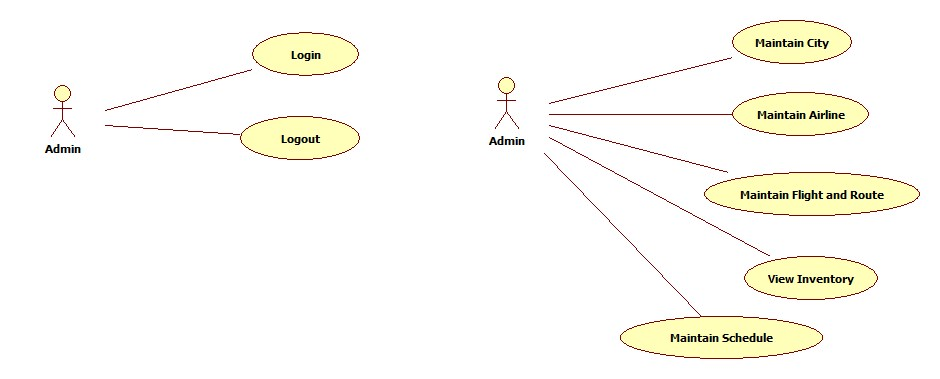 Login
Logout
Admin
Maintain City
Maintain Airline
Admin
Maintain Flight and Route
View Inventory
Maintain Schedule